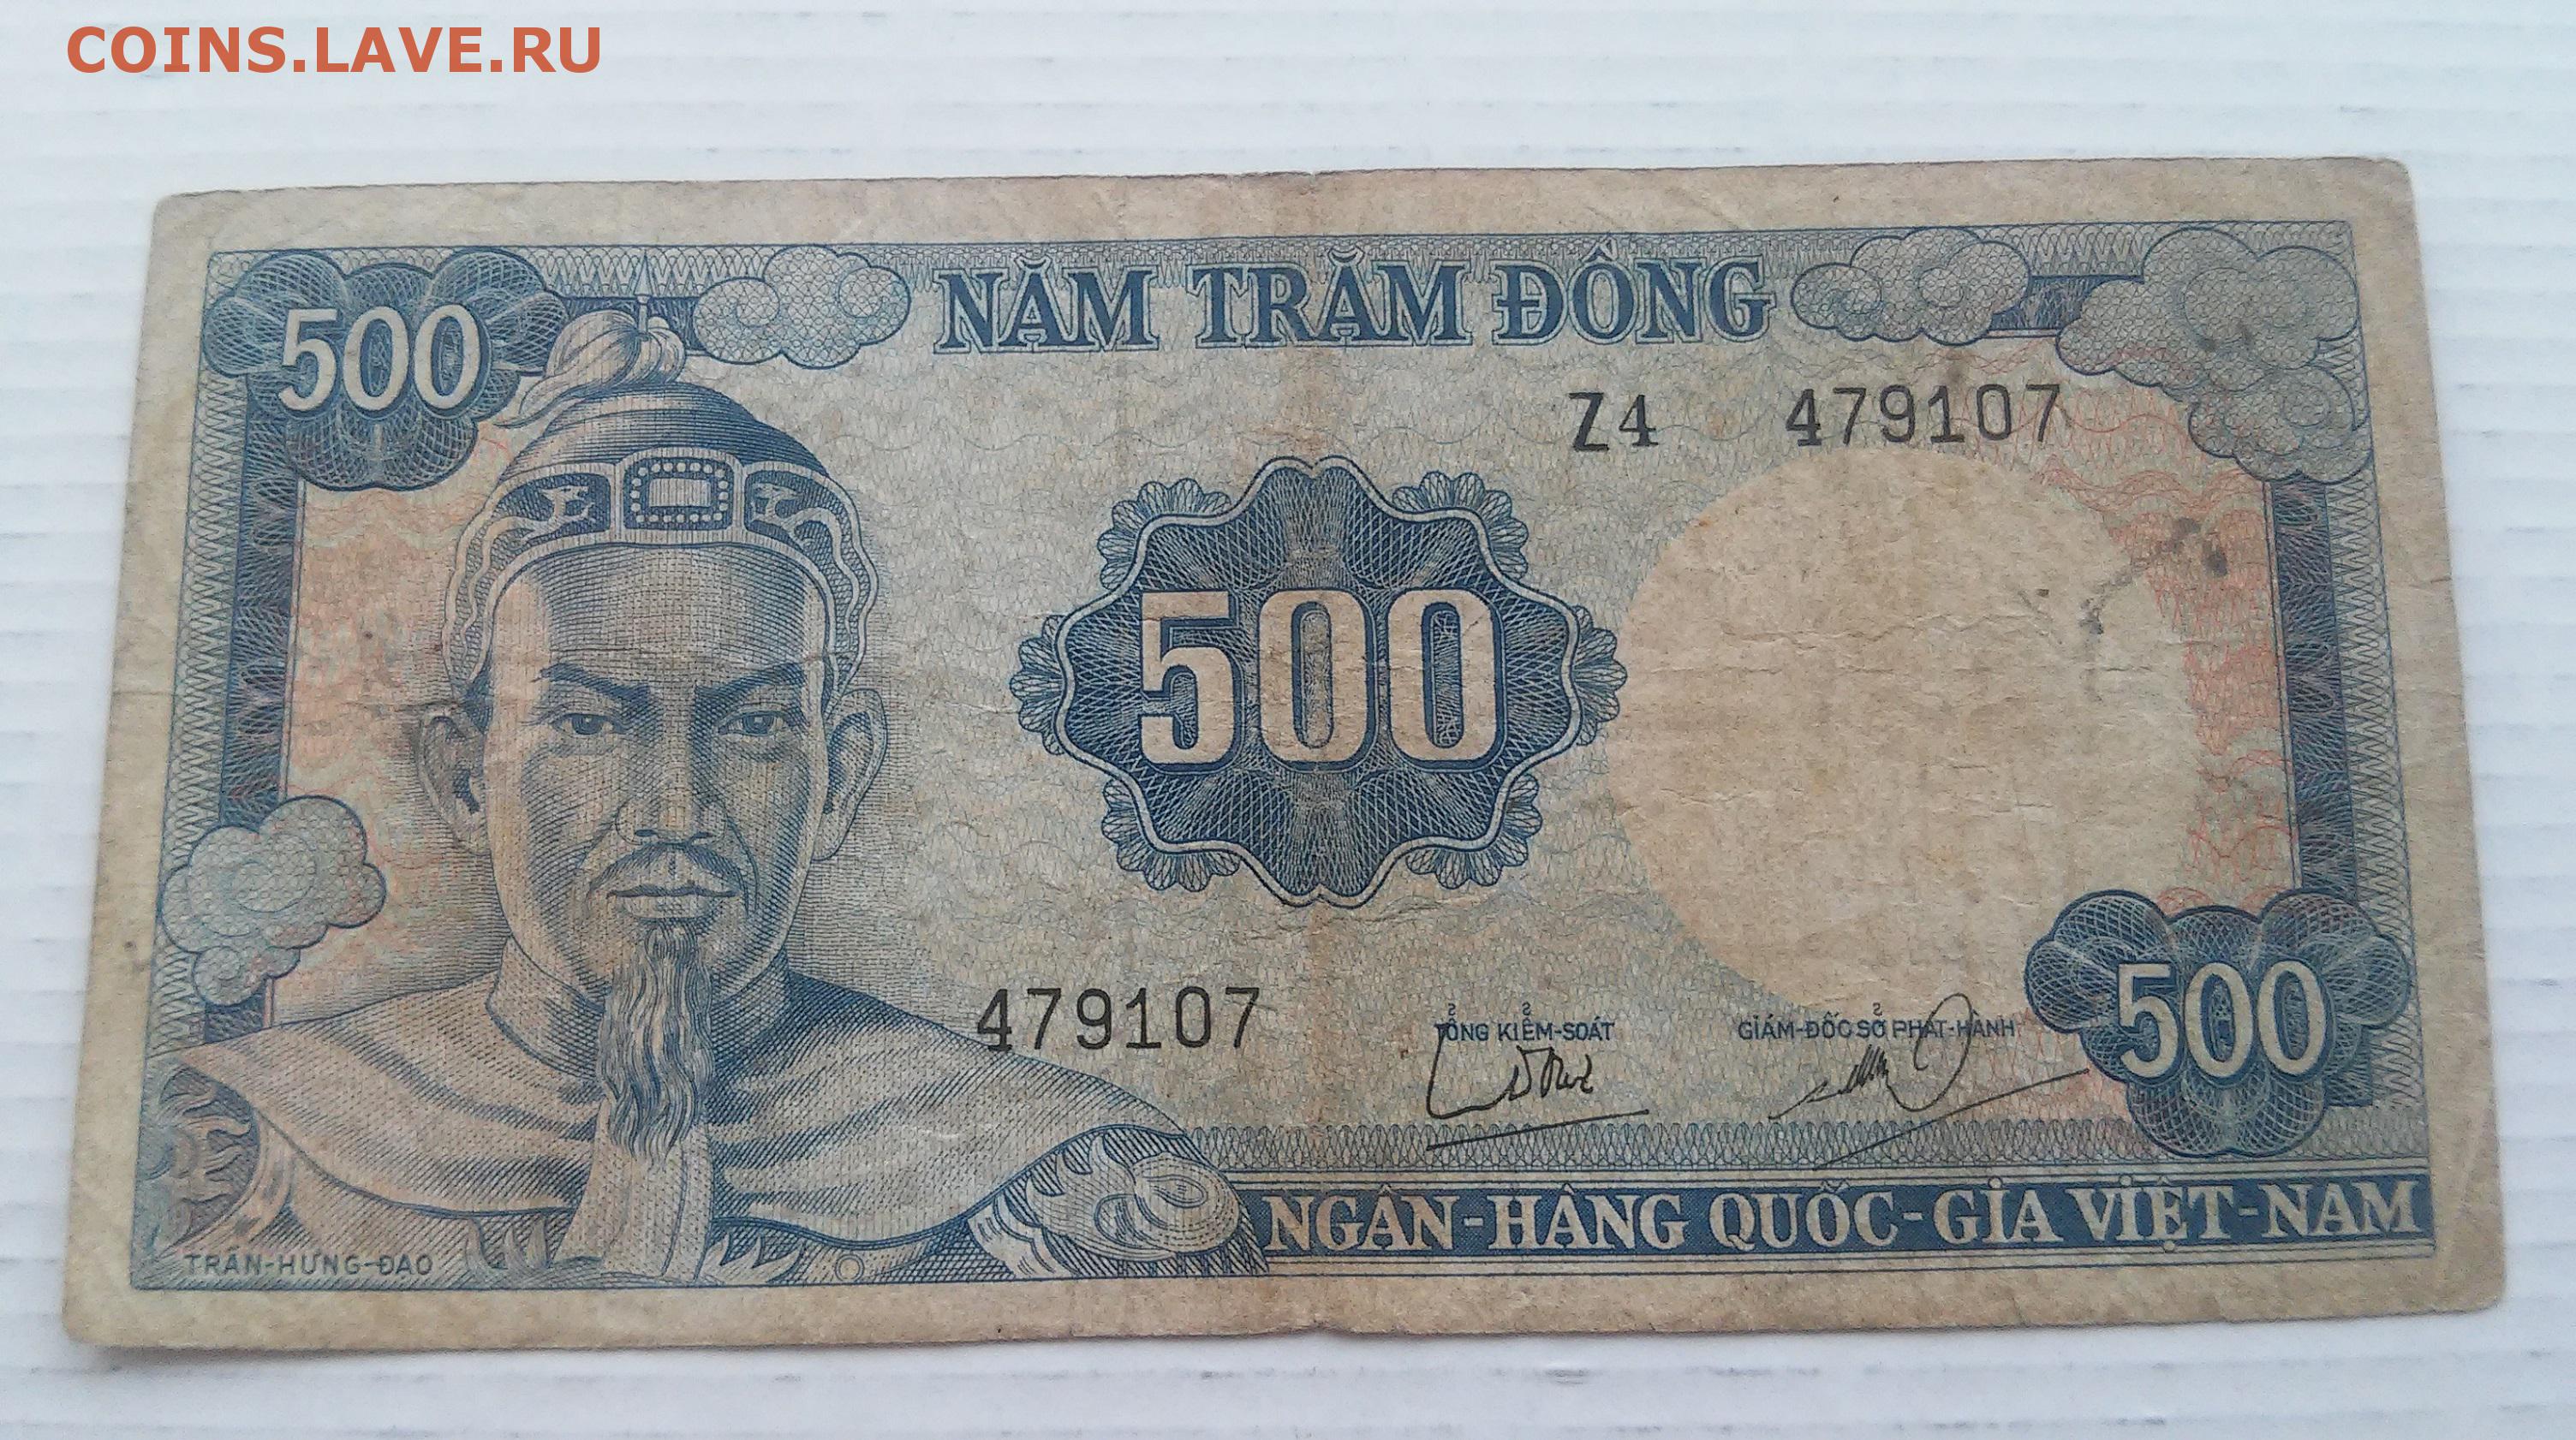 COINS.LAVE.RU
500
NĂM TRĂM ĐỒNG
Z4 479107
500
479107
TỔNG KIỂM-SOÁT
GIÁM-ĐỐC SỞ PHÁT-HÀNH
500
NGÂN-HÀNG QUỐC-GIA VIỆT-NAM
TRẦN-HƯNG-ĐẠO